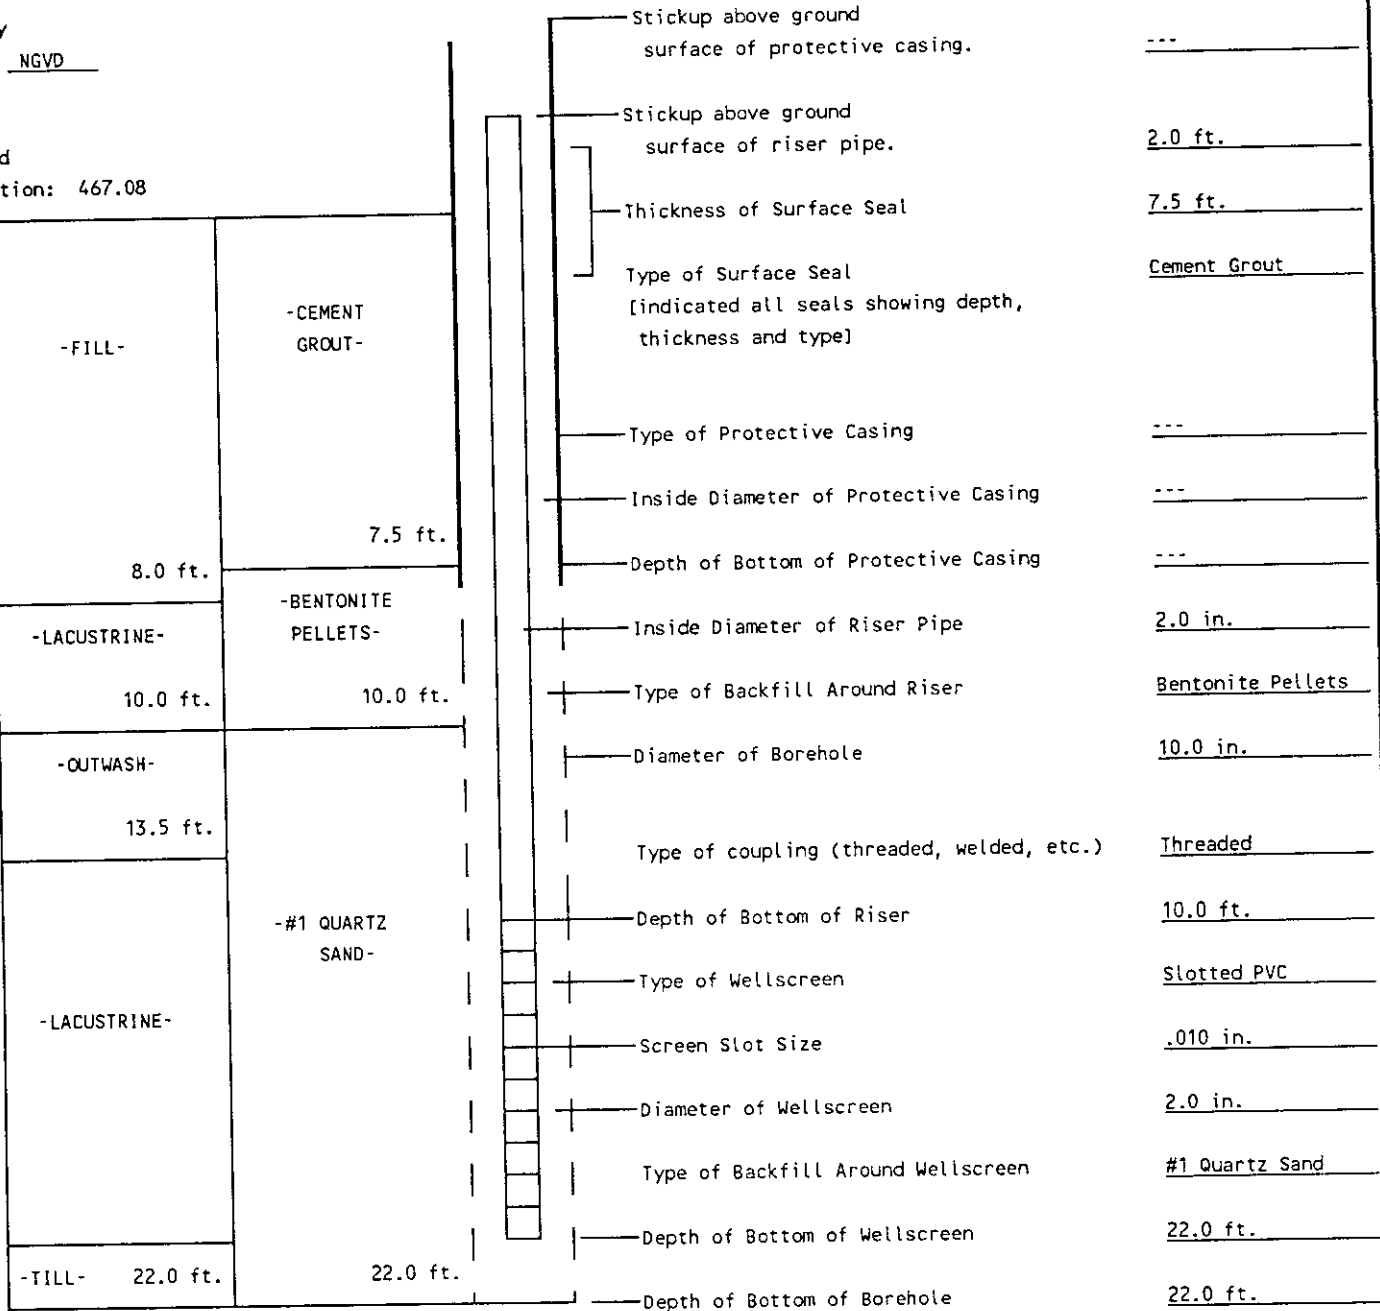 NGVD
tion: 467.08
Stickup above ground
surface of protective casing. ---
Stickup above ground
surface of riser pipe. 2.0 ft.
Thickness of Surface Seal 7.5 ft.
Type of Surface Seal Cement Grout
[indicated all seals showing depth,
thickness and type]
-FILL-
-CEMENT
GROUT-
Type of Protective Casing ---
Inside Diameter of Protective Casing ---
7.5 ft.
8.0 ft.
Depth of Bottom of Protective Casing ---
-BENTONITE
PELLETS-
-LACUSTRINE-
Inside Diameter of Riser Pipe 2.0 in.
10.0 ft.
10.0 ft.
Type of Backfill Around Riser Bentonite Pellets
-OUTWASH-
Diameter of Borehole 10.0 in.
13.5 ft.
Type of coupling (threaded, welded, etc.) Threaded
-#1 QUARTZ
SAND-
Depth of Bottom of Riser 10.0 ft.
Type of Wellscreen Slotted PVC
-LACUSTRINE-
Screen Slot Size .010 in.
Diameter of Wellscreen 2.0 in.
Type of Backfill Around Wellscreen #1 Quartz Sand
Depth of Bottom of Wellscreen 22.0 ft.
-TILL- 22.0 ft.
22.0 ft.
Depth of Bottom of Borehole 22.0 ft.